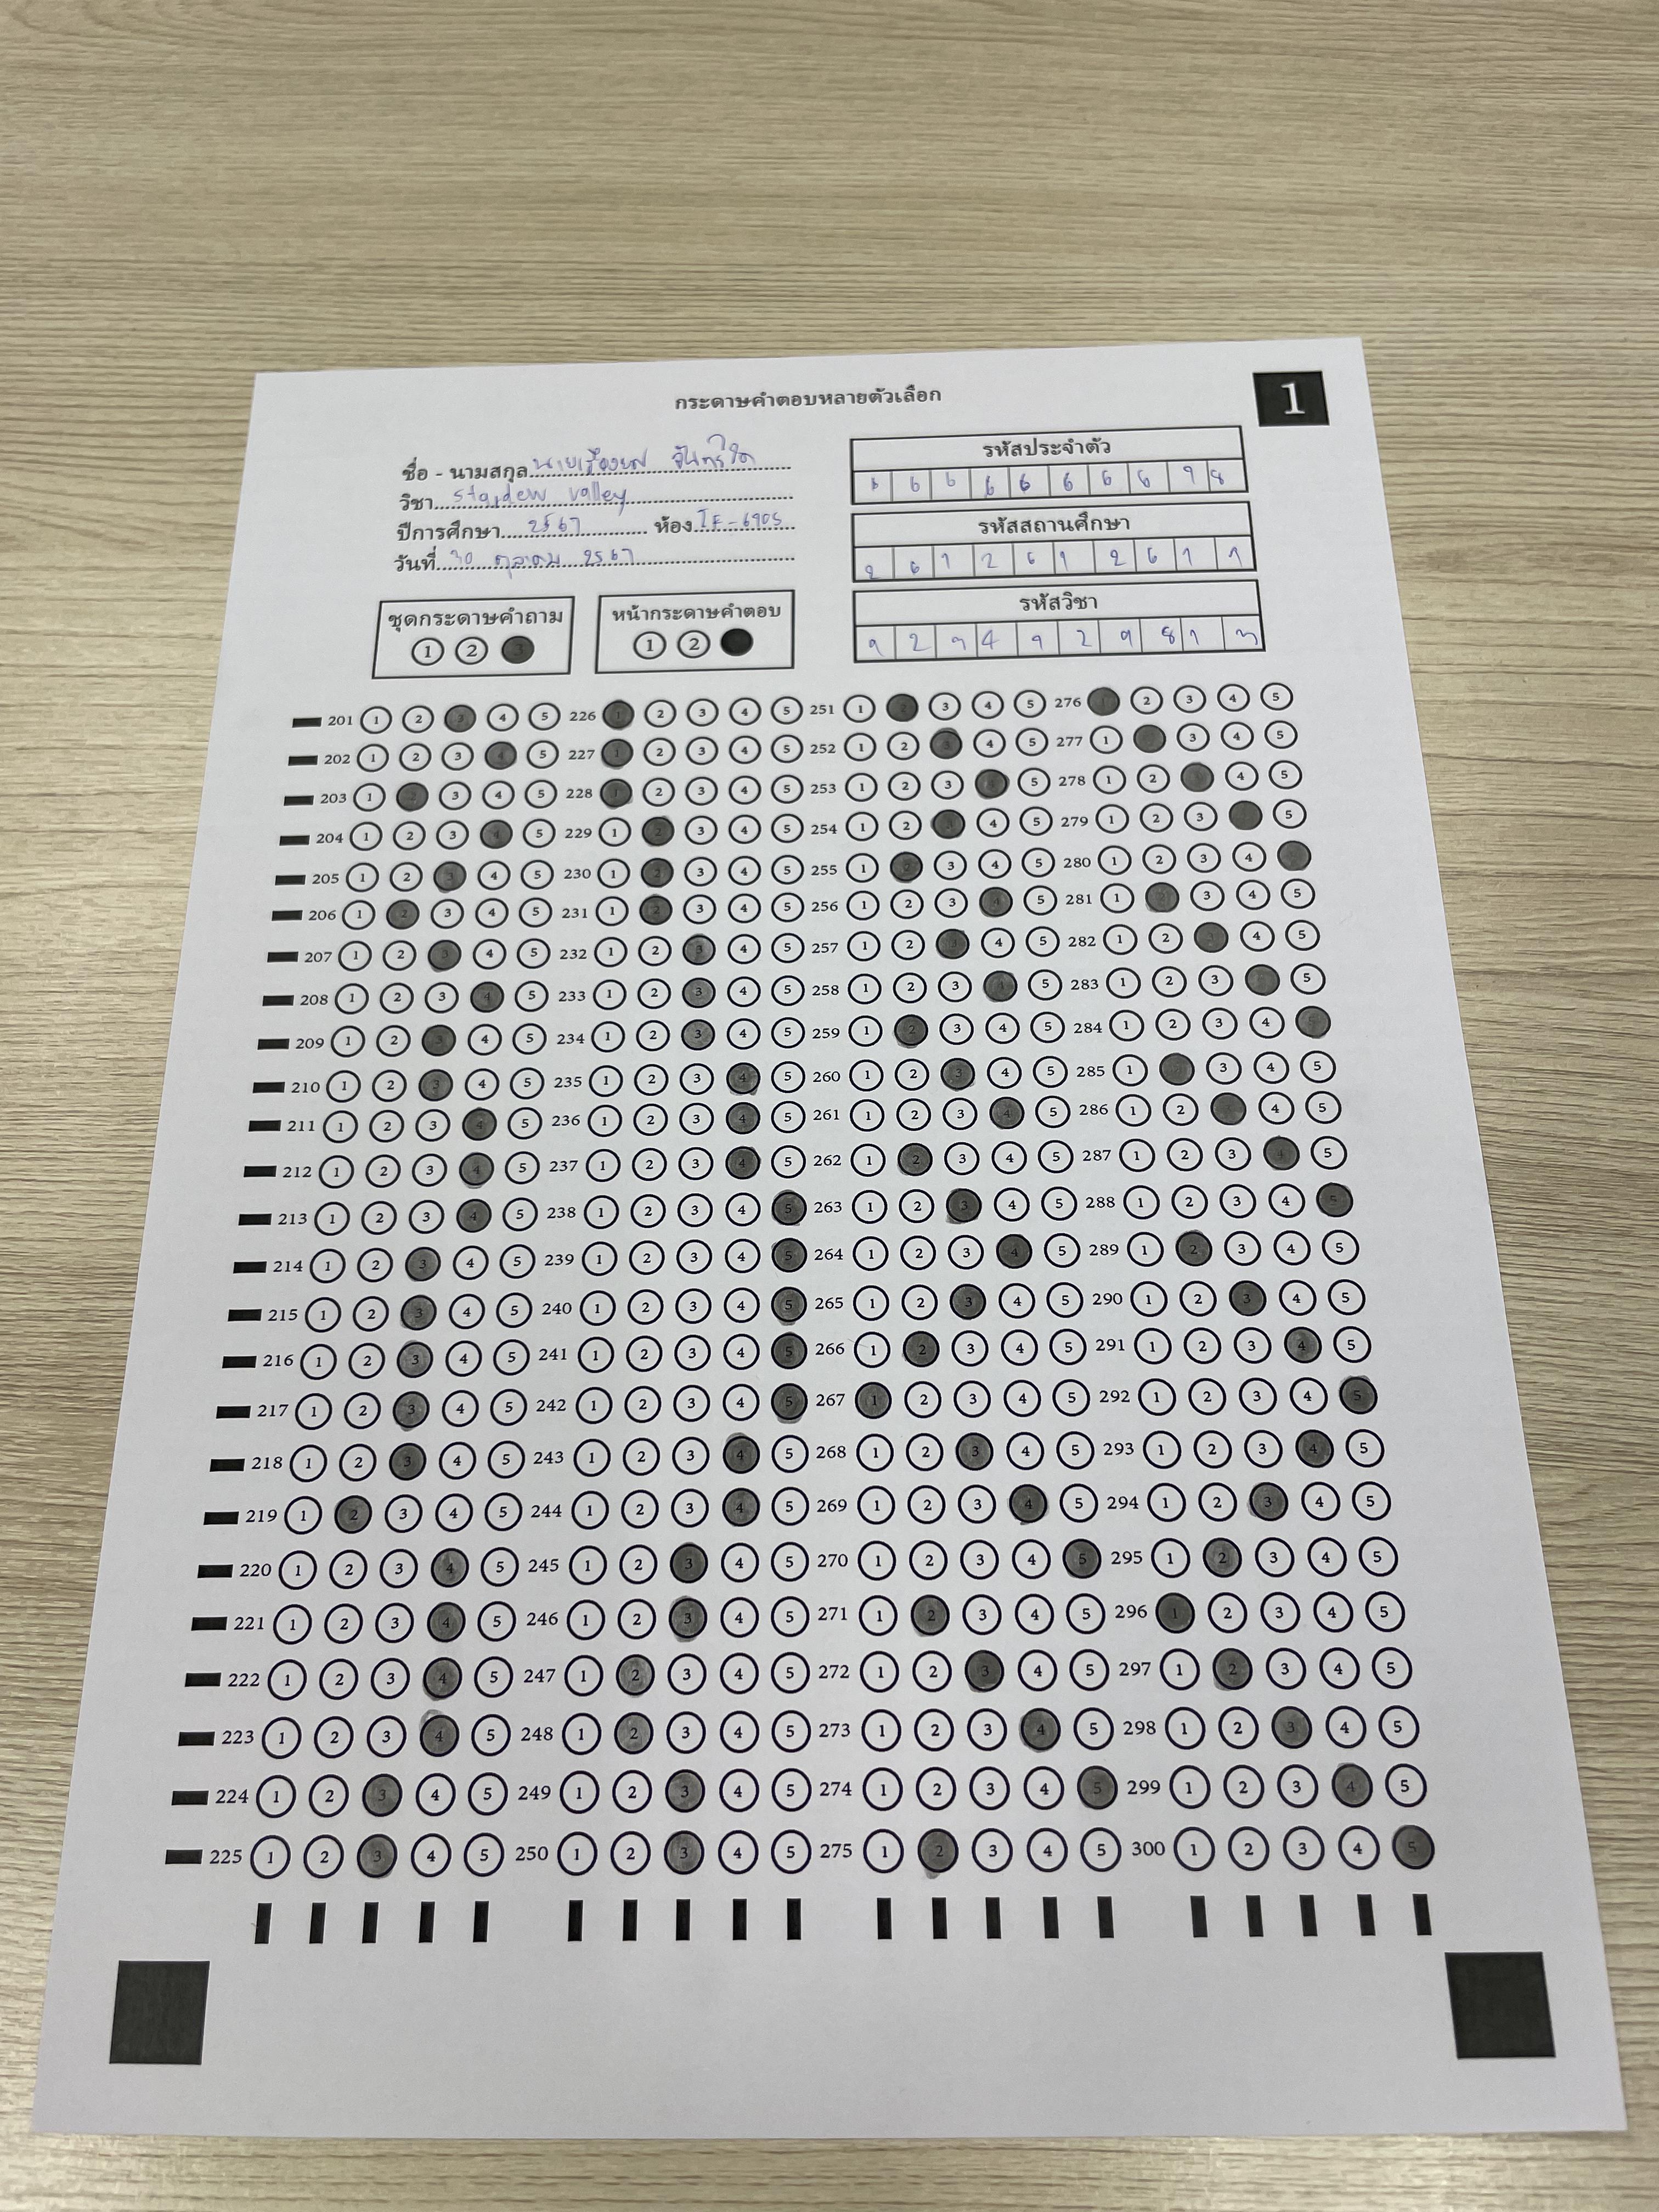 กระดาษคำตอบหลายตัวเลือก
1
ชื่อ - นามสกุล
วิชา Stardew valley
ปีการศึกษา 2567 ห้อง IF-6905
วันที่ 30 ตุลาคม 2567
รหัสประจำตัว
6 6 6 6 6 6 6 6 9 8
รหัสสถานศึกษา
2 6 1 2 6 1 2 6 1 1
รหัสวิชา
9 2 9 4 9 2 9 8 1 3
ชุดกระดาษคำถาม
1 2 3
หน้ากระดาษคำตอบ
1 2
201 1 2 3 4 5 226 1 2 3 4 5 251 1 2 3 4 5 276 1 2 3 4 5
202 1 2 3 4 5 227 1 2 3 4 5 252 1 2 3 4 5 277 1 3 4 5
203 1 2 3 4 5 228 1 2 3 4 5 253 1 2 3 4 5 278 1 2 3 4 5
204 1 2 3 4 5 229 1 2 3 4 5 254 1 2 3 4 5 279 1 2 3 5
205 1 2 3 4 5 230 1 2 3 4 5 255 1 2 3 4 5 280 1 2 3 4 5
206 1 2 3 4 5 231 1 2 3 4 5 256 1 2 3 4 5 281 1 2 3 4 5
207 1 2 3 4 5 232 1 2 3 4 5 257 1 2 3 4 5 282 1 2 3 4 5
208 1 2 3 4 5 233 1 2 3 4 5 258 1 2 3 4 5 283 1 2 3 4 5
209 1 2 3 4 5 234 1 2 3 4 5 259 1 2 3 4 5 284 1 2 3 4 5
210 1 2 3 4 5 235 1 2 3 4 5 260 1 2 3 4 5 285 1 2 3 4 5
211 1 2 3 4 5 236 1 2 3 4 5 261 1 2 3 4 5 286 1 2 3 4 5
212 1 2 3 4 5 237 1 2 3 4 5 262 1 2 3 4 5 287 1 2 3 4 5
213 1 2 3 4 5 238 1 2 3 4 5 263 1 2 3 4 5 288 1 2 3 4 5
214 1 2 3 4 5 239 1 2 3 4 5 264 1 2 3 4 5 289 1 2 3 4 5
215 1 2 3 4 5 240 1 2 3 4 5 265 1 2 3 4 5 290 1 2 3 4 5
216 1 2 3 4 5 241 1 2 3 4 5 266 1 2 3 4 5 291 1 2 3 4 5
217 1 2 3 4 5 242 1 2 3 4 5 267 1 2 3 4 5 292 1 2 3 4 5
218 1 2 3 4 5 243 1 2 3 4 5 268 1 2 3 4 5 293 1 2 3 4 5
219 1 2 3 4 5 244 1 2 3 4 5 269 1 2 3 4 5 294 1 2 3 4 5
220 1 2 3 4 5 245 1 2 3 4 5 270 1 2 3 4 5 295 1 2 3 4 5
221 1 2 3 4 5 246 1 2 3 4 5 271 1 2 3 4 5 296 1 2 3 4 5
222 1 2 3 4 5 247 1 2 3 4 5 272 1 2 3 4 5 297 1 2 3 4 5
223 1 2 3 4 5 248 1 2 3 4 5 273 1 2 3 4 5 298 1 2 3 4 5
224 1 2 3 4 5 249 1 2 3 4 5 274 1 2 3 4 5 299 1 2 3 4 5
225 1 2 3 4 5 250 1 2 3 4 5 275 1 2 3 4 5 300 1 2 3 4 5